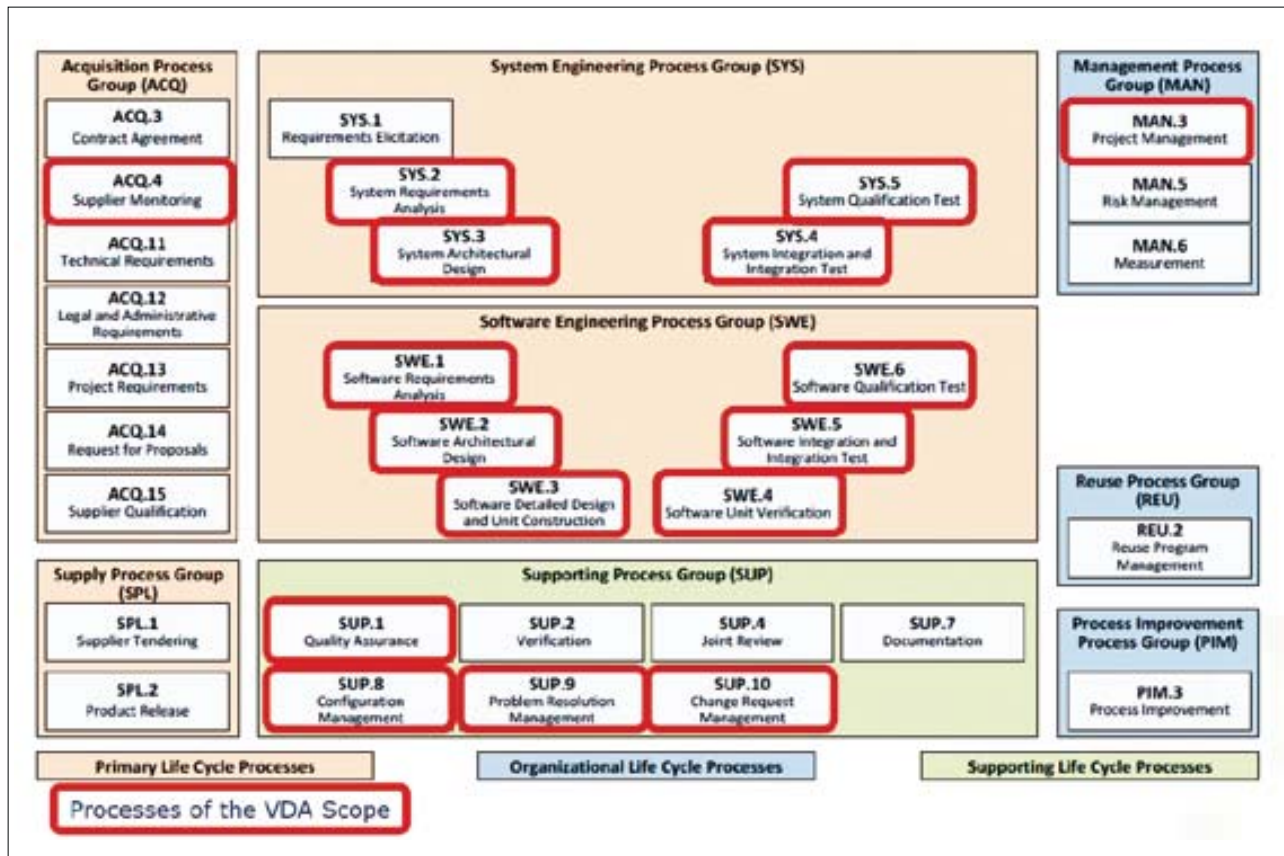 Acquisition Process
Group (ACQ)
ACQ.3
Contract Agreement
ACQ.4
Supplier Monitoring
ACQ.11
Technical Requirements
ACQ.12
Legal and Administrative
Requirements
ACQ.13
Project Requirements
ACQ.14
Request for Proposals
ACQ.15
Supplier Qualification
System Engineering Process Group (SYS)
SYS.1
Requirements Elicitation
SYS.2
System Requirements
Analysis
SYS.3
System Architectural
Design
SYS.5
System Qualification Test
SYS.4
System Integration and
Integration Test
Management Process
Group (MAN)
MAN.3
Project Management
MAN.5
Risk Management
MAN.6
Measurement
Software Engineering Process Group (SWE)
SWE.1
Software Requirements
Analysis
SWE.2
Software Architectural
Design
SWE.3
Software Detailed Design
and Unit Construction
SWE.6
Software Qualification Test
SWE.5
Software Integration and
Integration Test
SWE.4
Software Unit Verification
Reuse Process Group
(REU)
REU.2
Reuse Program
Management
Supply Process Group
(SPL)
SPL.1
Supplier Tendering
SPL.2
Product Release
Supporting Process Group (SUP)
SUP.1
Quality Assurance
SUP.2
Verification
SUP.4
Joint Review
SUP.7
Documentation
SUP.8
Configuration
Management
SUP.9
Problem Resolution
Management
SUP.10
Change Request
Management
Process Improvement
Process Group (PIM)
PIM.3
Process Improvement
Primary Life Cycle Processes
Organizational Life Cycle Processes
Supporting Life Cycle Processes
Processes of the VDA Scope